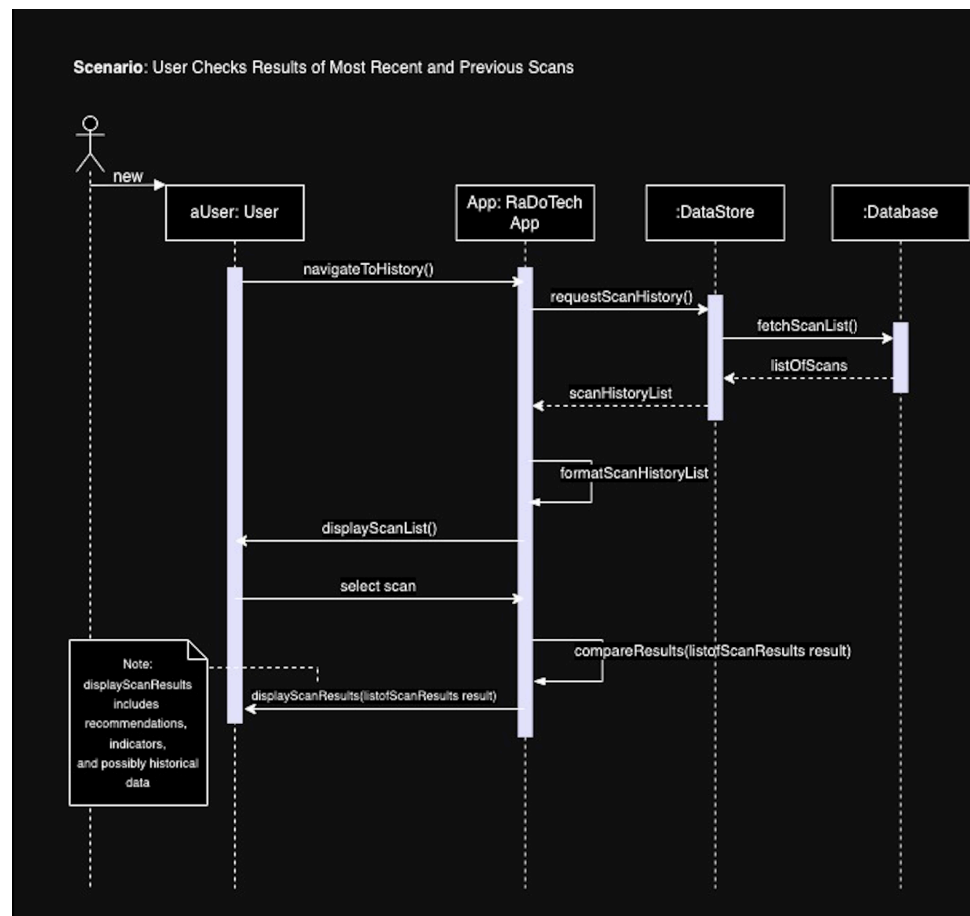 Scenario: User Checks Results of Most Recent and Previous Scans
new
aUser: User
App: RaDoTech
App
:DataStore
:Database
navigateToHistory()
requestScanHistory()
fetchScanList()
listOfScans
scanHistoryList
formatScanHistoryList
displayScanList()
select scan
compareResults(listofScanResults result)
displayScanResults(listofScanResults result)
Note:
displayScanResults
includes
recommendations,
indicators,
and possibly historical
data